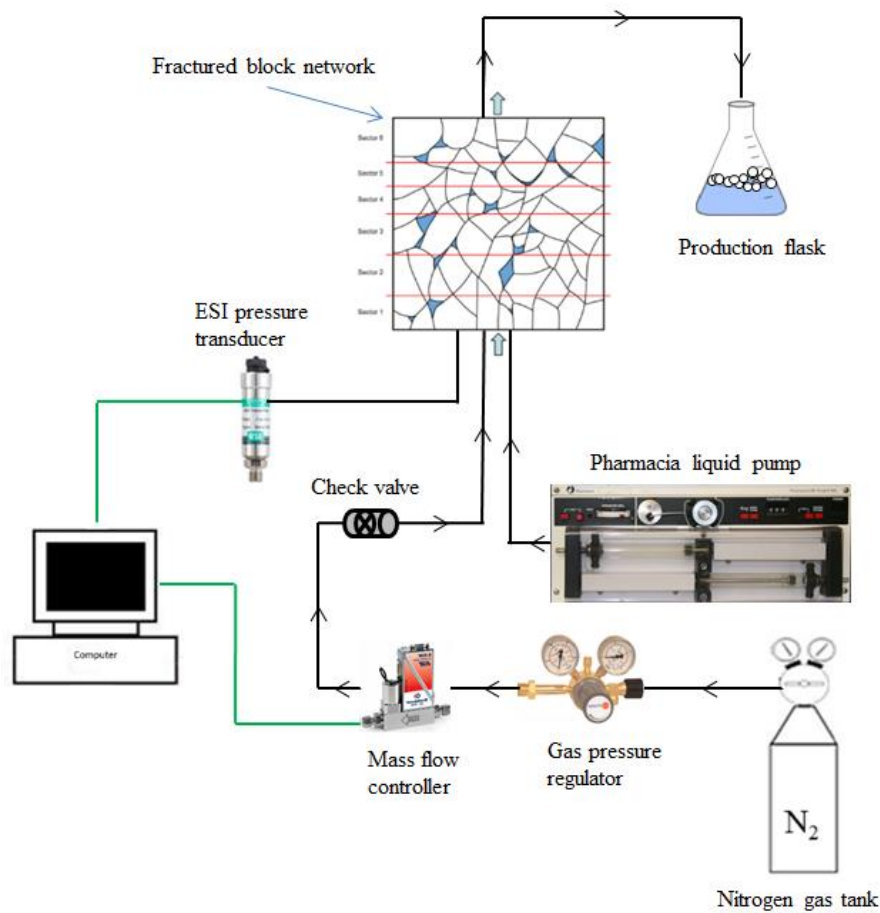 Fractured block network
Sector 6
Sector 5
Sector 4
Sector 3
Sector 2
Sector 1
Production flask
ESI pressure
transducer
Pharmacia liquid pump
Check valve
Computer
Mass flow
controller
Gas pressure
regulator
N₂
Nitrogen gas tank